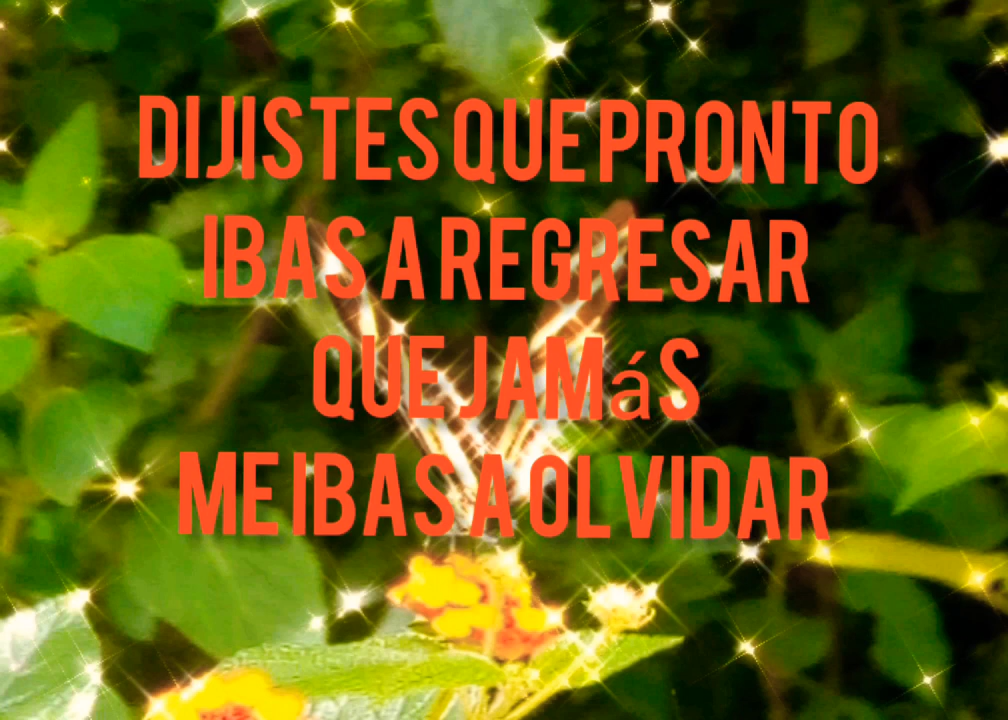 DIJISTES QUE PRONTO
IBAS A REGRESAR
QUE JAMáS
ME IBAS A OLVIDAR